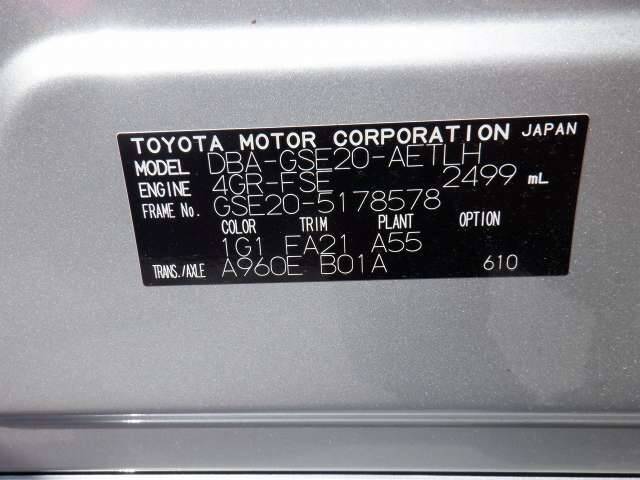 TOYOTA MOTOR CORPORATION JAPAN
MODEL DBA-GSE20-AETLH
ENGINE 4GR-FSE 2499 mL
FRAME No. GSE20-5178578
COLOR TRIM PLANT OPTION
1G1 FA21 A55
TRANS./AXLE A960E B01A 610